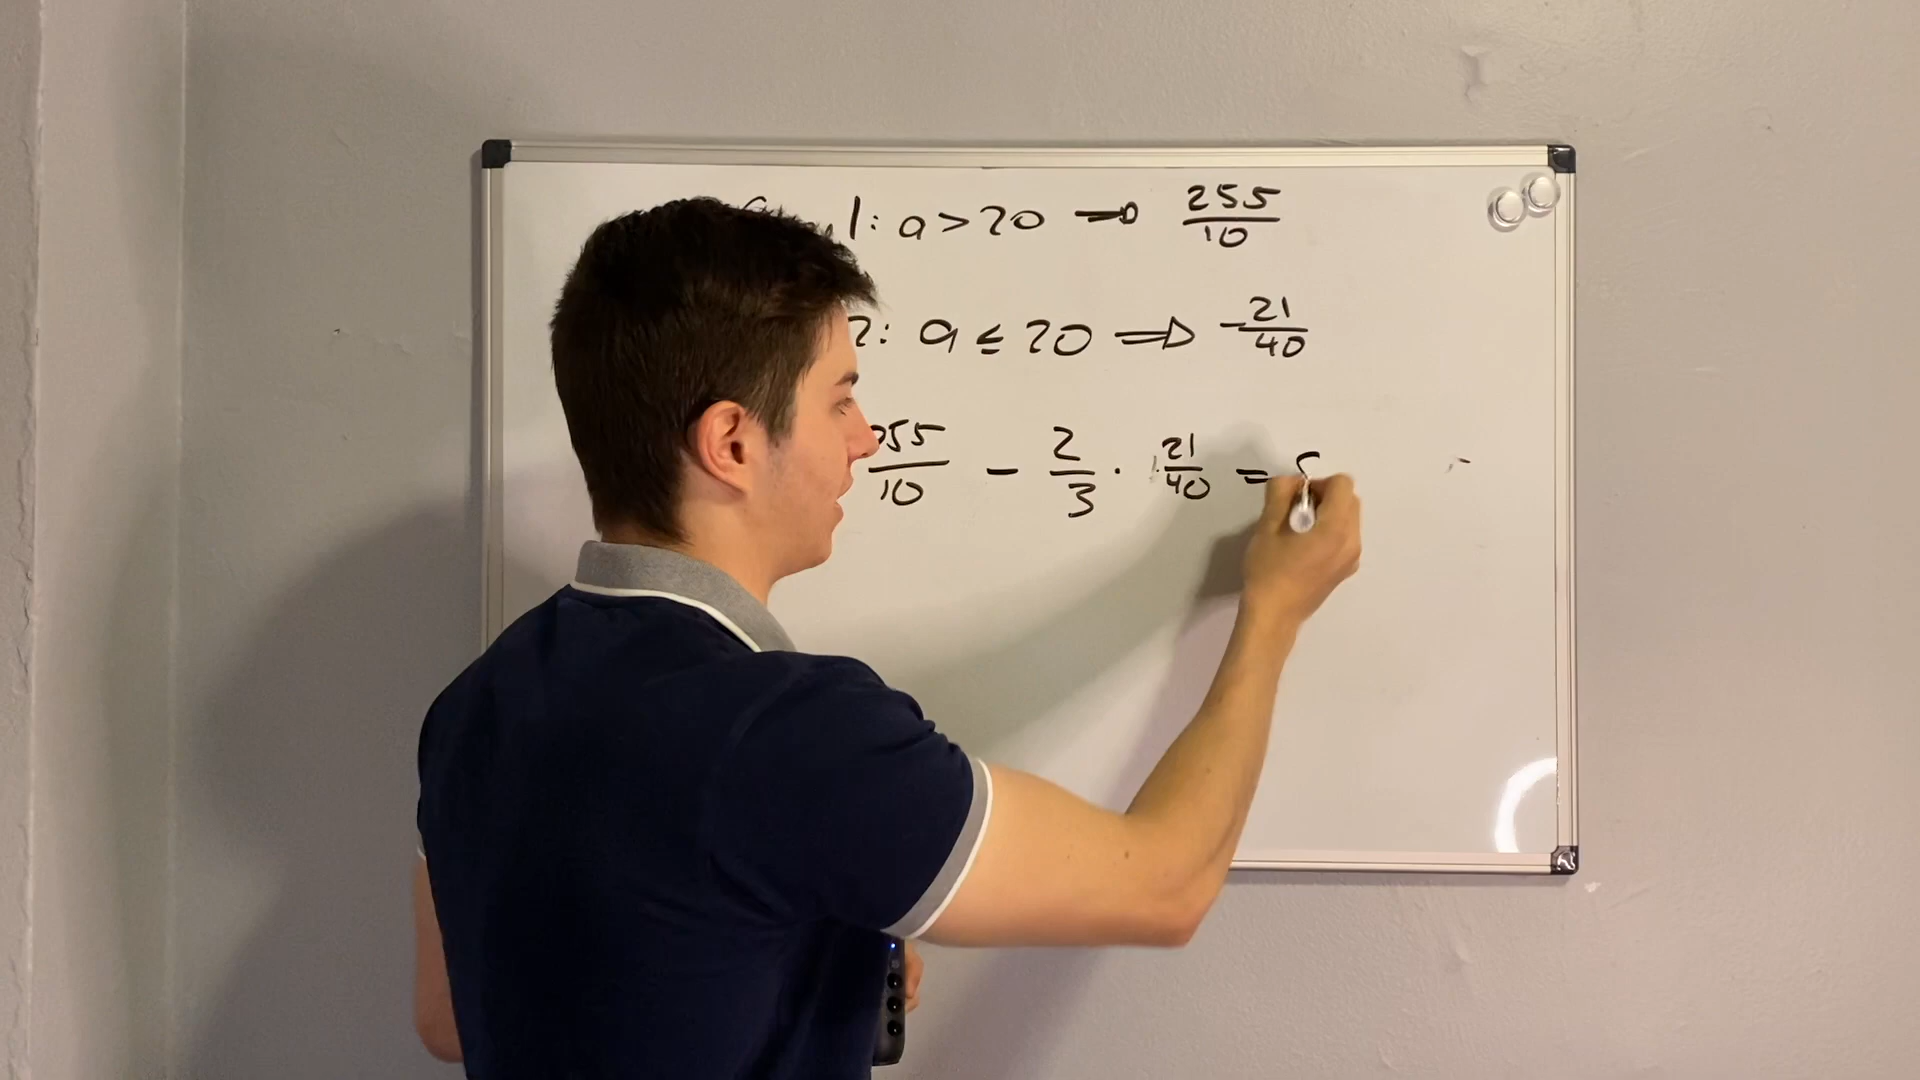 1: a > 20 → 255/10
2: a ≤ 20 ⇒ -21/40
55/10 - 2/3 · 21/40 =